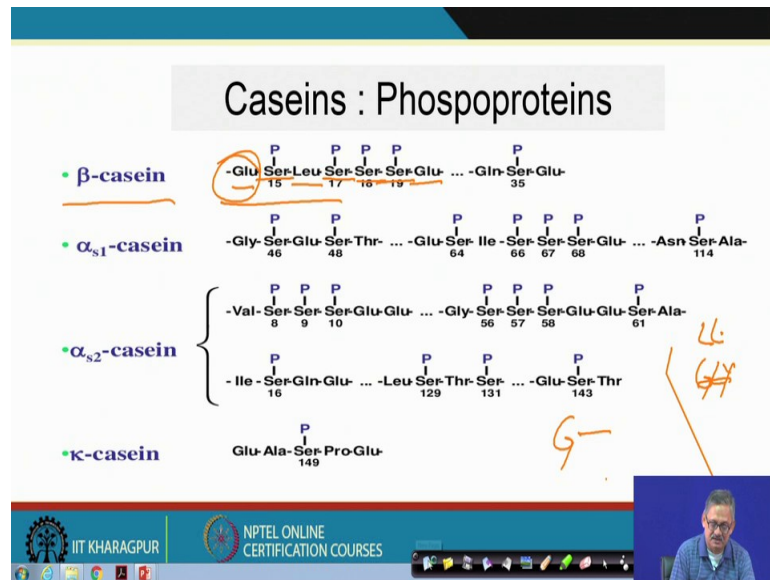 Caseins : Phospoproteins
P P P P P
• β-casein -Glu-Ser-Leu-Ser-Ser-Ser-Glu- ... -Gln-Ser-Glu-
15 17 18 19 35
P P P P P P P
• αs1-casein -Gly-Ser-Glu-Ser-Thr- ... -Glu-Ser-Ile-Ser-Ser-Ser-Glu- ... -Asn-Ser-Ala-
46 48 64 66 67 68 114
P P P P P P P
-Val-Ser-Ser-Ser-Glu-Glu- ... -Gly-Ser-Ser-Ser-Glu-Glu-Ser-Ala-
8 9 10 56 57 58 61
•αs2-casein
P P P P
-Ile-Ser-Gln-Glu- ... -Leu-Ser-Thr-Ser- ... -Glu-Ser-Thr
16 129 131 143
P
•κ-casein Glu-Ala-Ser-Pro-Glu-
149
G
IIT KHARAGPUR
NPTEL ONLINE
CERTIFICATION COURSES